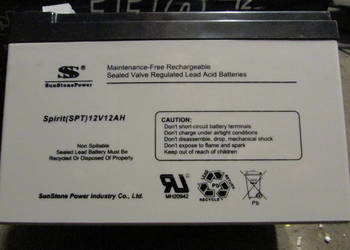 SunStonePower
Maintenance-Free Rechargeable
Sealed Valve Regulated Lead Acid Batteries
Spirit(SPT)12V12AH
Non Spillable
Sealed Lead Battery Must Be
Recycled Or Disposed Of Properly
CAUTION:
Don't short-circuit battery terminals
Don't charge under airtight conditions
Don't disassemble, drop, mechanical shock
Don't expose to flame and spark
Keep out of reach of children
SunStone Power Industry Co., Ltd.
MH20942
Pb
Pb